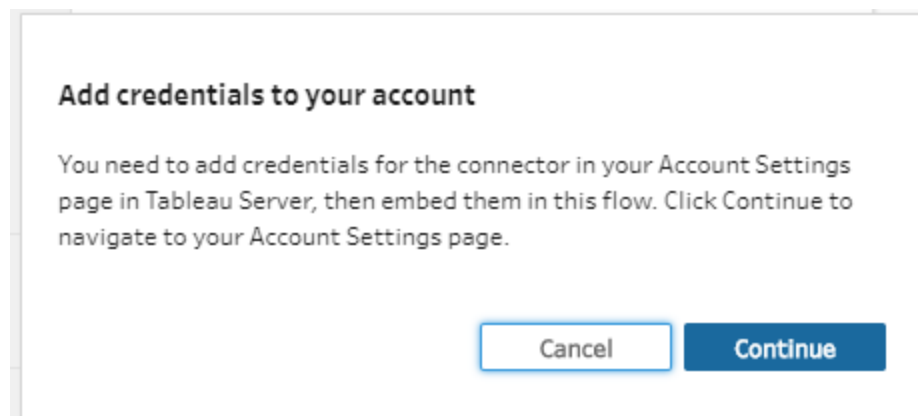 Add credentials to your account
You need to add credentials for the connector in your Account Settings
page in Tableau Server, then embed them in this flow. Click Continue to
navigate to your Account Settings page.
Cancel
Continue